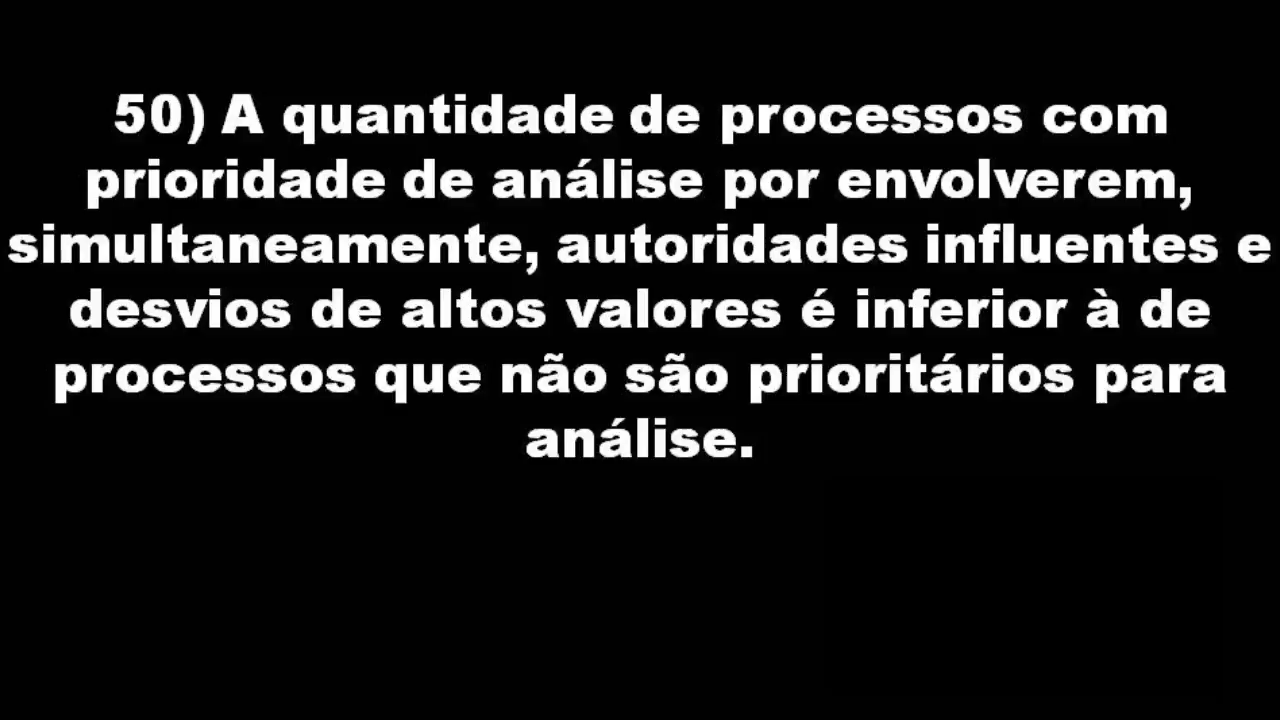 50) A quantidade de processos com
prioridade de análise por envolverem,
simultaneamente, autoridades influentes e
desvios de altos valores é inferior à de
processos que não são prioritários para
análise.